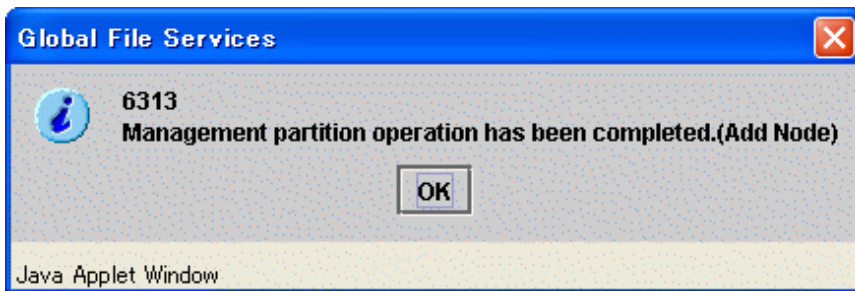 Global File Services
6313
Management partition operation has been completed.(Add Node)
OK
Java Applet Window